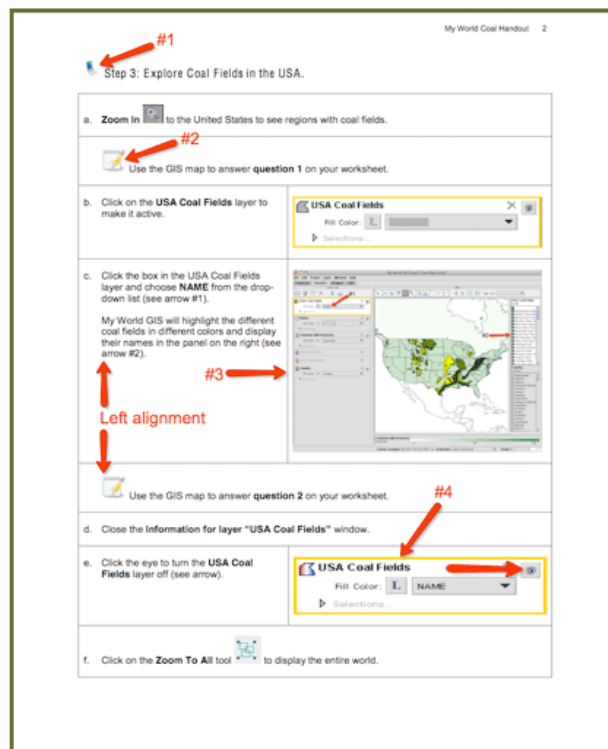 My World Coal Handout 2
#1
Step 3: Explore Coal Fields in the USA.
a. Zoom In to the United States to see regions with coal fields.
#2
Use the GIS map to answer question 1 on your worksheet.
b. Click on the USA Coal Fields layer to
make it active.
USA Coal Fields
Fill Color: L
Selections...
c. Click the box in the USA Coal Fields
layer and choose NAME from the drop-
down list (see arrow #1).
My World GIS will highlight the different
coal fields in different colors and display
their names in the panel on the right (see
arrow #2).
#3
Left alignment
Use the GIS map to answer question 2 on your worksheet.
#4
d. Close the Information for layer "USA Coal Fields" window.
e. Click the eye to turn the USA Coal
Fields layer off (see arrow).
USA Coal Fields
Fill Color: L NAME
Selections...
f. Click on the Zoom To All tool to display the entire world.